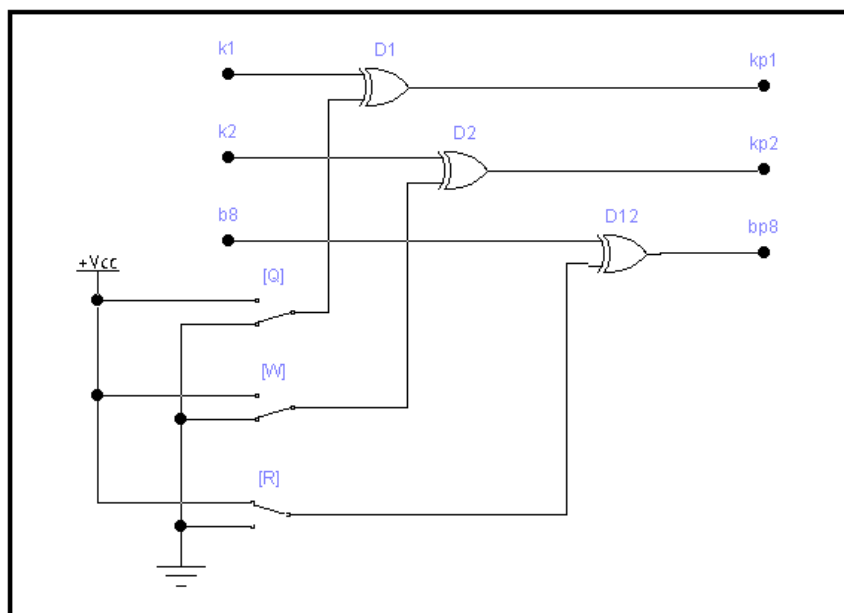 k1 D1 kp1
k2 D2 kp2
b8 D12 bp8
+Vcc
[Q]
[W]
[R]